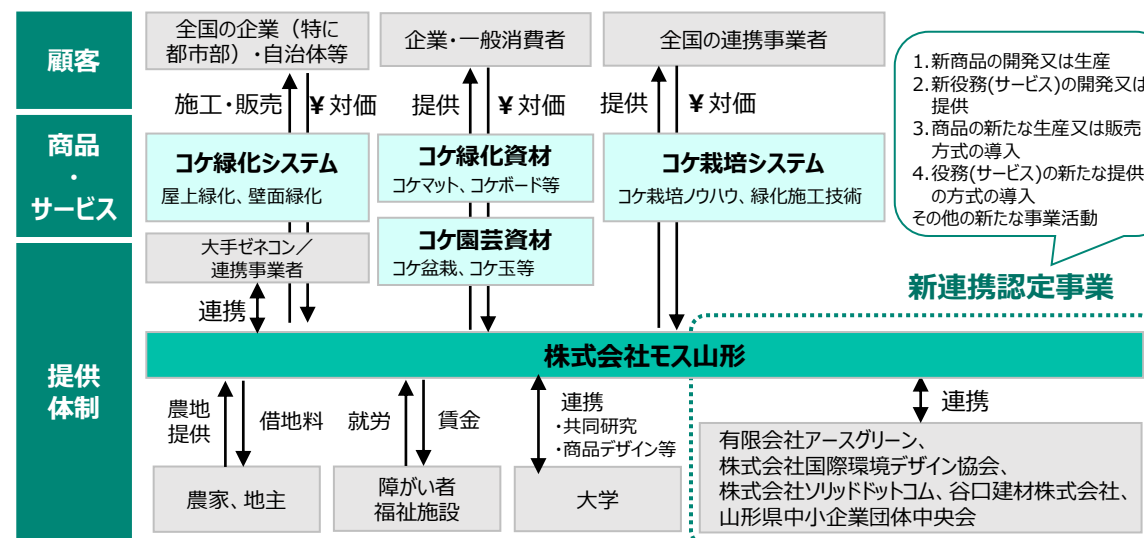 顧客
全国の企業（特に
都市部）・自治体等
企業・一般消費者
全国の連携事業者
施工・販売
¥ 対価
提供
¥ 対価
提供
¥ 対価
1.新商品の開発又は生産
2.新役務(サービス)の開発又は
提供
3.商品の新たな生産又は販売
方式の導入
4.役務(サービス)の新たな提供
の方式の導入
その他の新たな事業活動
商品
・
サービス
コケ緑化システム
屋上緑化、壁面緑化
コケ緑化資材
コケマット、コケボード等
コケ栽培システム
コケ栽培ノウハウ、緑化施工技術
コケ園芸資材
コケ盆栽、コケ玉等
新連携認定事業
提供
体制
大手ゼネコン／
連携事業者
連携
株式会社モス山形
農地
提供
借地料
就労
賃金
連携
・共同研究
・商品デザイン等
連携
農家、地主
障がい者
福祉施設
大学
有限会社アースグリーン、
株式会社国際環境デザイン協会、
株式会社ソリッドドットコム、谷口建材株式会社、
山形県中小企業団体中央会